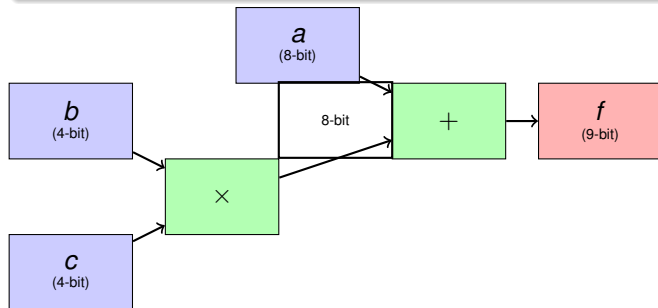 a
(8-bit)
b
(4-bit)
8-bit
+
f
(9-bit)
×
c
(4-bit)